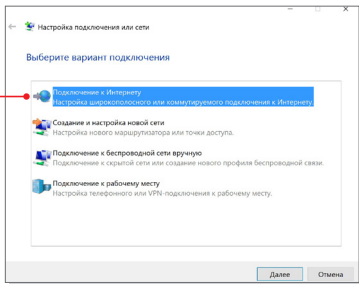 Настройка подключения или сети
Выберите вариант подключения
Подключение к Интернету
Настройка широкополосного или коммутируемого подключения к Интернету.
Создание и настройка новой сети
Настройка нового маршрутизатора или точки доступа.
Подключение к беспроводной сети вручную
Подключение к скрытой сети или создание нового профиля беспроводной связи.
Подключение к рабочему месту
Настройка телефонного или VPN-подключения к рабочему месту.
Далее Отмена